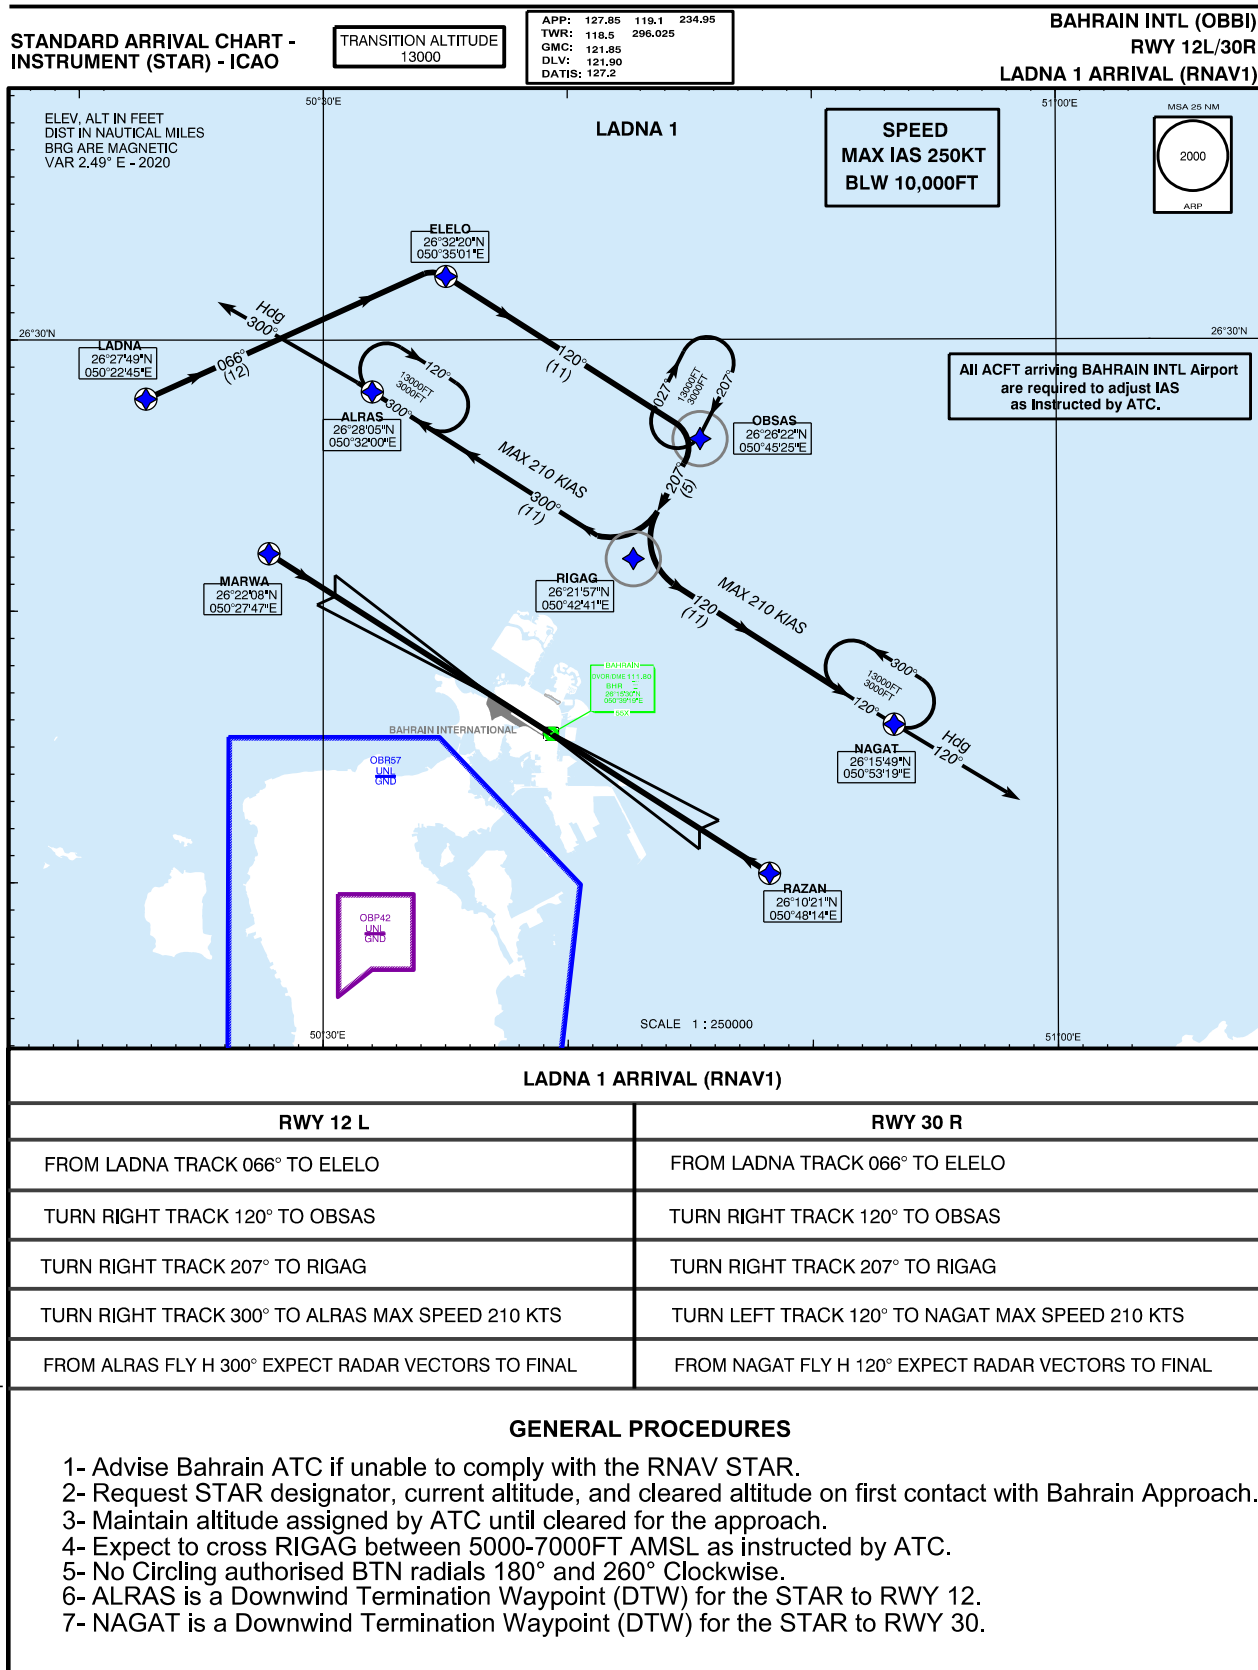 STANDARD ARRIVAL CHART -
INSTRUMENT (STAR) - ICAO
TRANSITION ALTITUDE
13000
APP: 127.85 119.1 234.95
TWR: 118.5 296.025
GMC: 121.85
DLV: 121.90
DATIS: 127.2
BAHRAIN INTL (OBBI)
RWY 12L/30R
LADNA 1 ARRIVAL (RNAV1)
50°30'E
51°00'E
ELEV, ALT IN FEET
DIST IN NAUTICAL MILES
BRG ARE MAGNETIC
VAR 2.49° E - 2020
LADNA 1
SPEED
MAX IAS 250KT
BLW 10,000FT
MSA 25 NM
2000
ARP
ELELO
26°32'20"N
050°35'01"E
Hdg
300°
26°30'N
26°30'N
LADNA
26°27'49"N
050°22'45"E
066°
(12)
120°
(11)
120°
13000FT
3000FT
300°
ALRAS
26°28'05"N
050°32'00"E
027°
13000FT
3000FT
207°
OBSAS
26°26'22"N
050°45'25"E
All ACFT arriving BAHRAIN INTL Airport
are required to adjust IAS
as instructed by ATC.
MAX 210 KIAS
300°
(11)
207°
(5)
MARWA
26°22'08"N
050°27'47"E
RIGAG
26°21'57"N
050°42'41"E
MAX 210 KIAS
120
(11)
300°
13000FT
3000FT
120°
BAHRAIN
DVOR/DME 111.80
BHR
BAHRAIN INTERNATIONAL
NAGAT
26°15'49"N
050°53'19"E
Hdg
120°
OBR57
UNL
GND
RAZAN
26°10'21"N
050°48'14"E
OBP42
UNL
GND
SCALE 1 : 250000
50°30'E
51°00'E
LADNA 1 ARRIVAL (RNAV1)
RWY 12 L
RWY 30 R
FROM LADNA TRACK 066° TO ELELO
FROM LADNA TRACK 066° TO ELELO
TURN RIGHT TRACK 120° TO OBSAS
TURN RIGHT TRACK 120° TO OBSAS
TURN RIGHT TRACK 207° TO RIGAG
TURN RIGHT TRACK 207° TO RIGAG
TURN RIGHT TRACK 300° TO ALRAS MAX SPEED 210 KTS
TURN LEFT TRACK 120° TO NAGAT MAX SPEED 210 KTS
FROM ALRAS FLY H 300° EXPECT RADAR VECTORS TO FINAL
FROM NAGAT FLY H 120° EXPECT RADAR VECTORS TO FINAL
GENERAL PROCEDURES
1- Advise Bahrain ATC if unable to comply with the RNAV STAR.
2- Request STAR designator, current altitude, and cleared altitude on first contact with Bahrain Approach.
3- Maintain altitude assigned by ATC until cleared for the approach.
4- Expect to cross RIGAG between 5000-7000FT AMSL as instructed by ATC.
5- No Circling authorised BTN radials 180° and 260° Clockwise.
6- ALRAS is a Downwind Termination Waypoint (DTW) for the STAR to RWY 12.
7- NAGAT is a Downwind Termination Waypoint (DTW) for the STAR to RWY 30.